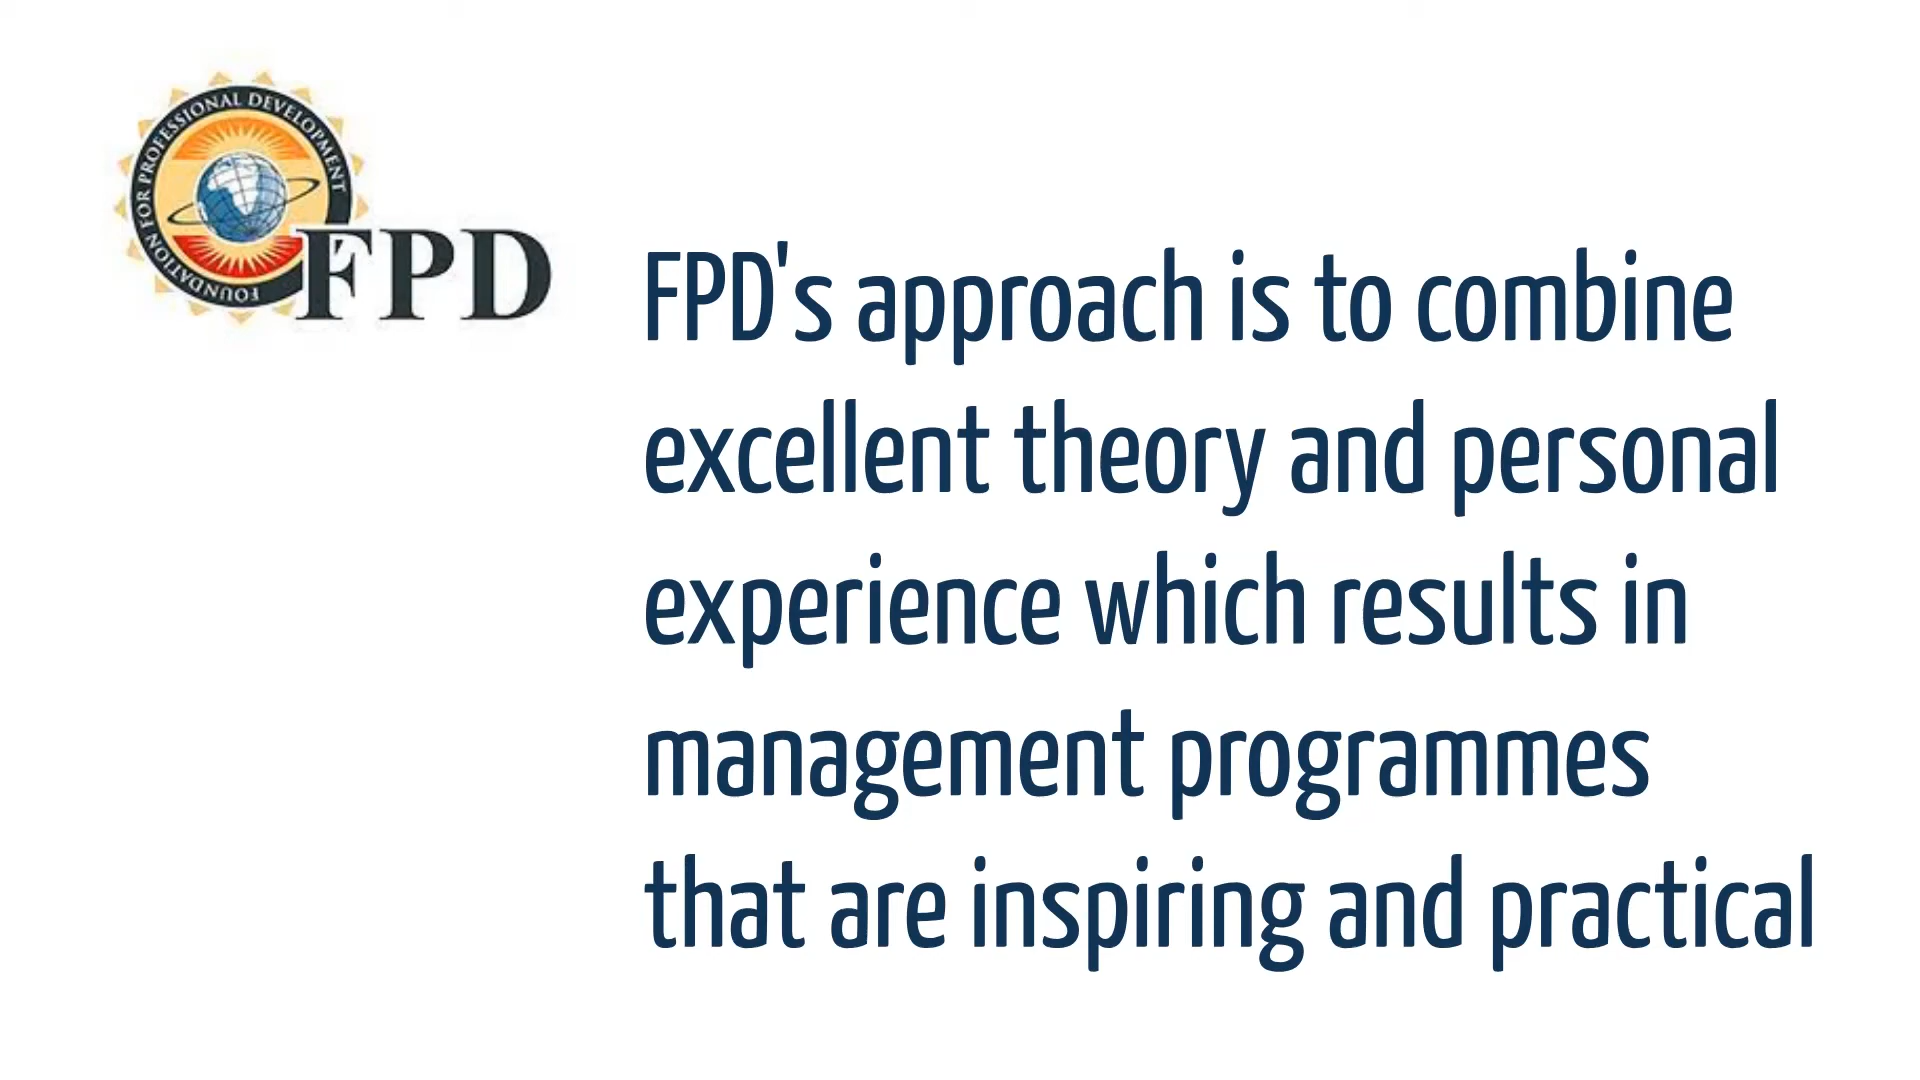 FOUNDATION FOR PROFESSIONAL DEVELOPMENT
FPD
FPD's approach is to combine
excellent theory and personal
experience which results in
management programmes
that are inspiring and practical